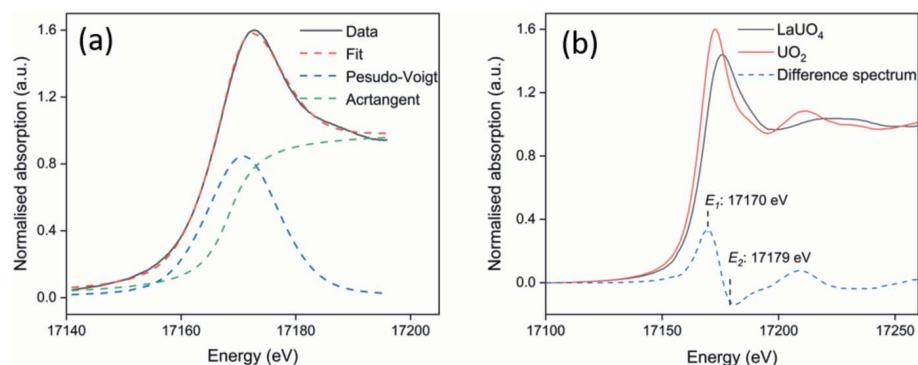 (a)
Data
Fit
Pesudo-Voigt
Acrtangent
1.6
1.2
0.8
0.4
0.0
17140
17160
17180
17200
Energy (eV)
Normalised absorption (a.u.)
(b)
LaUO₄
UO₂
Difference spectrum
1.6
1.2
0.8
0.4
0.0
E₁: 17170 eV
E₂: 17179 eV
17100
17150
17200
17250
Energy (eV)
Normalised absorption (a.u.)